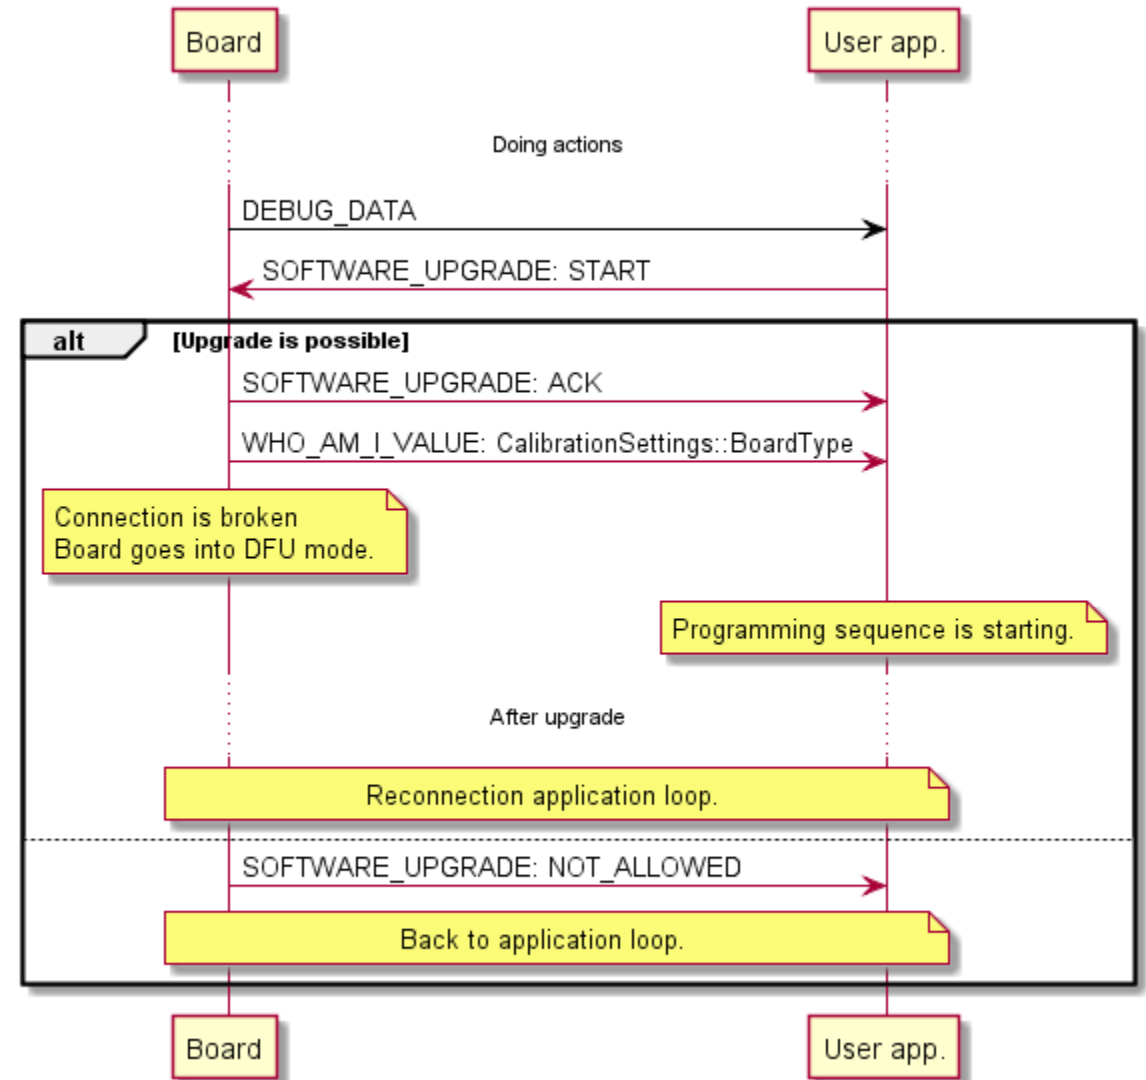 Board
User app.
Doing actions
DEBUG_DATA
SOFTWARE_UPGRADE: START
alt
[Upgrade is possible]
SOFTWARE_UPGRADE: ACK
WHO_AM_I_VALUE: CalibrationSettings::BoardType
Connection is broken
Board goes into DFU mode.
Programming sequence is starting.
After upgrade
Reconnection application loop.
SOFTWARE_UPGRADE: NOT_ALLOWED
Back to application loop.
Board
User app.